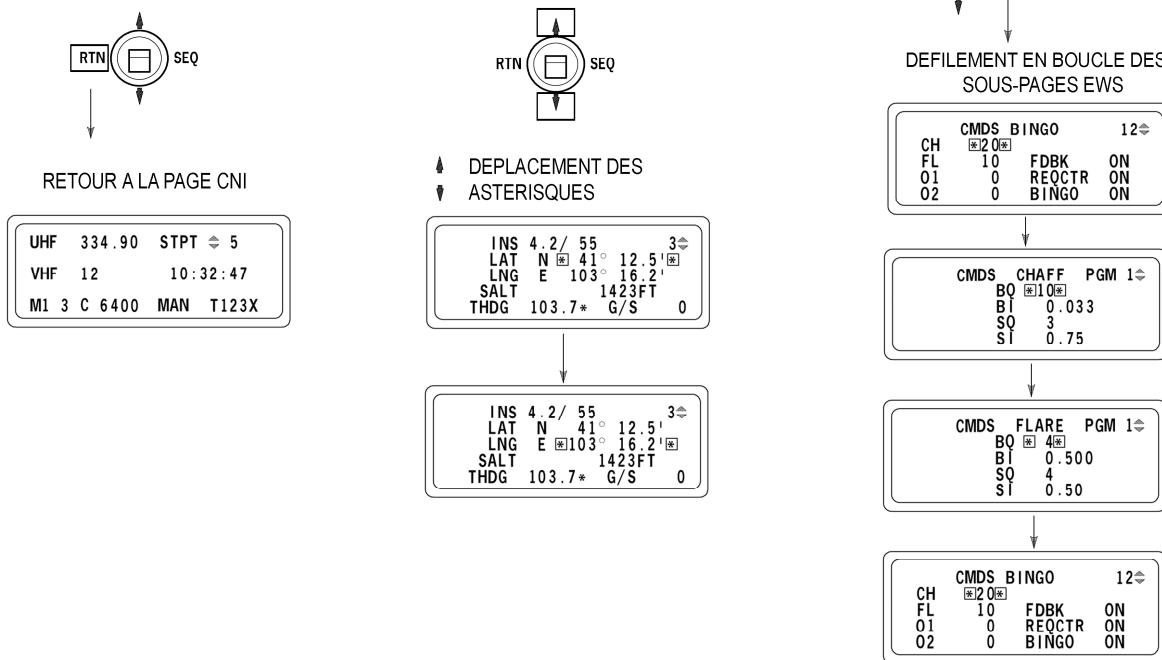 RTN SEQ
RETOUR A LA PAGE CNI
UHF 334.90 STPT 5
VHF 12 10:32:47
M1 3 C 6400 MAN T123X
RTN SEQ
DEPLACEMENT DES
ASTERISQUES
INS 4.2/ 55 3
LAT N * 41° 12.5'*
LNG E 103° 16.2'
SALT 1423FT
THDG 103.7* G/S 0
INS 4.2/ 55 3
LAT N 41° 12.5'
LNG E *103° 16.2'*
SALT 1423FT
THDG 103.7* G/S 0
DEFILEMENT EN BOUCLE DES
SOUS-PAGES EWS
CMDS BINGO 12
CH *20*
FL 10 FDBK ON
O1 0 REQCTR ON
O2 0 BINGO ON
CMDS CHAFF PGM 1
BQ *10*
BI 0.033
SQ 3
SI 0.75
CMDS FLARE PGM 1
BQ * 4*
BI 0.500
SQ 4
SI 0.50
CMDS BINGO 12
CH *20*
FL 10 FDBK ON
O1 0 REQCTR ON
O2 0 BINGO ON